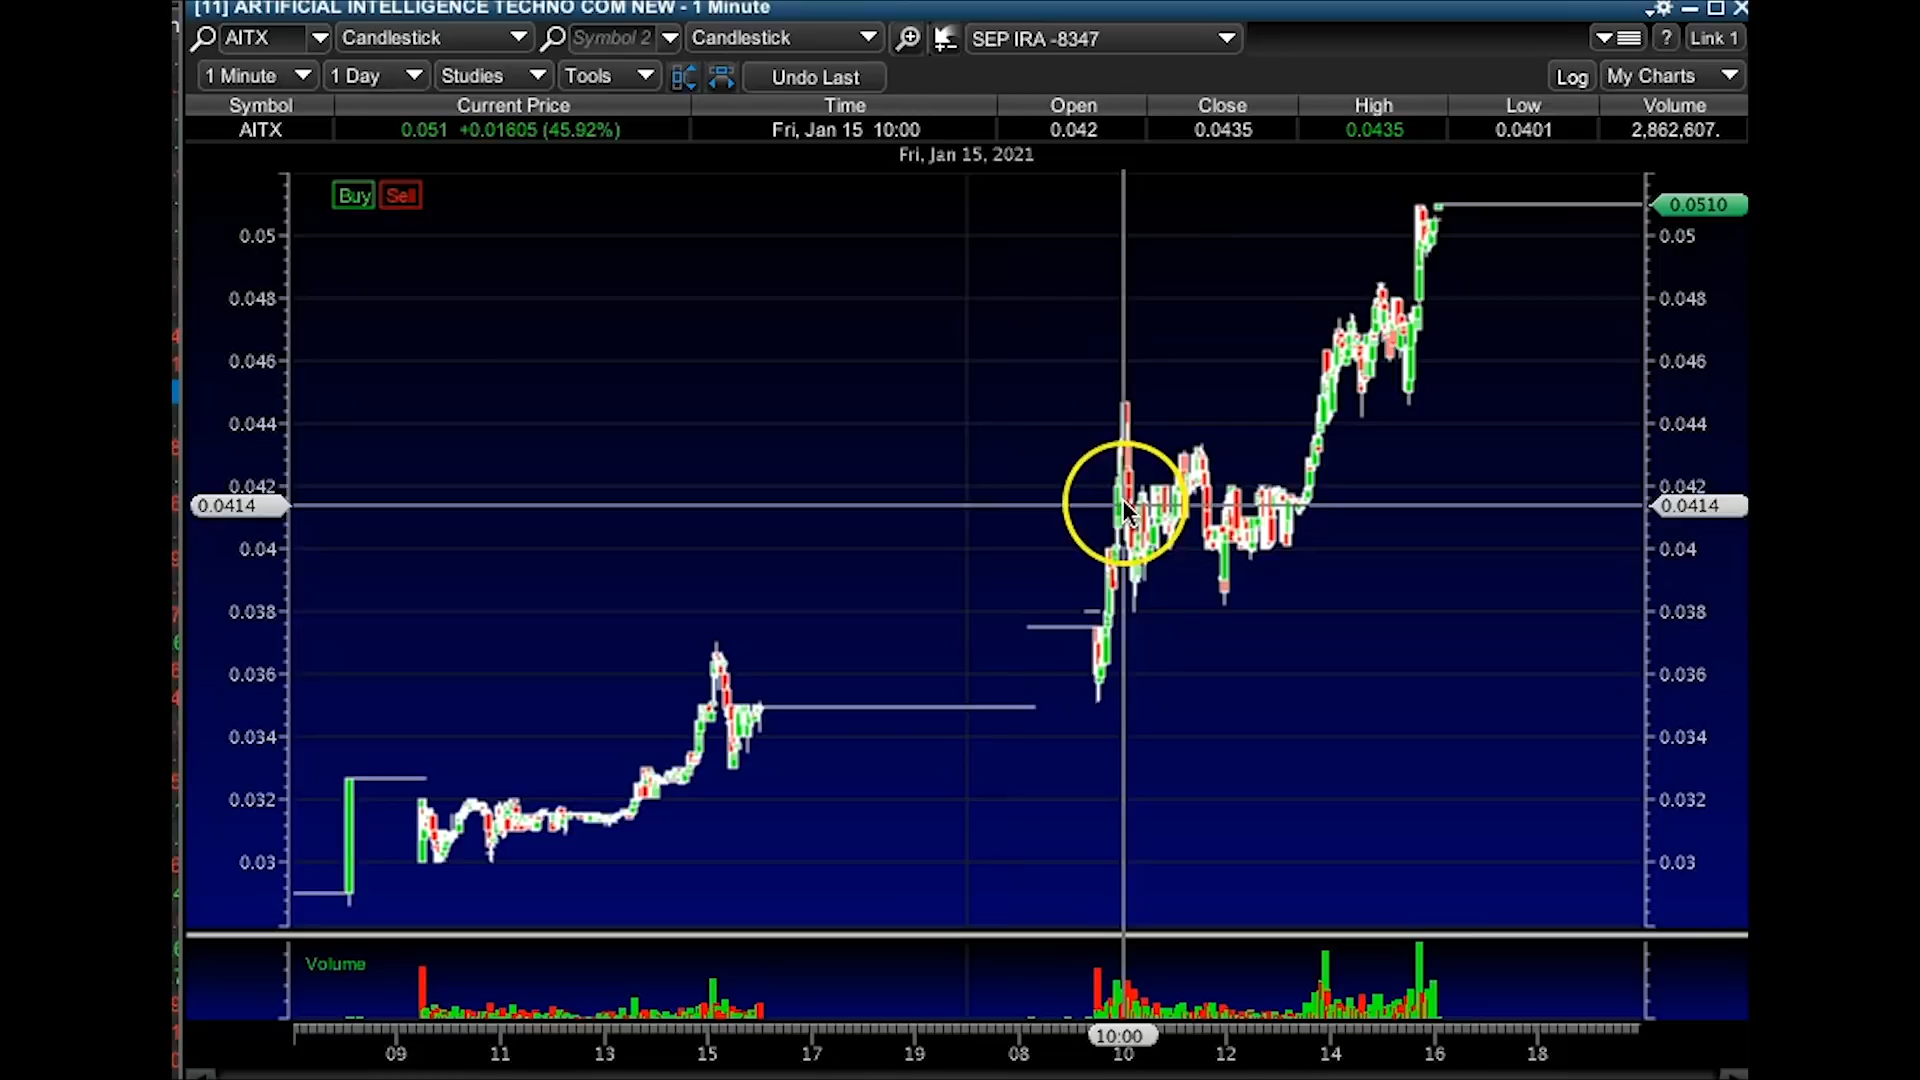 [11] ARTIFICIAL INTELLIGENCE TECHNO COM NEW - 1 Minute
AITX Candlestick Symbol 2 Candlestick SEP IRA -8347 ? Link 1
1 Minute 1 Day Studies Tools Undo Last Log My Charts
Symbol Current Price Time Open Close High Low Volume
AITX 0.051 +0.01605 (45.92%) Fri, Jan 15 10:00 0.042 0.0435 0.0435 0.0401 2,862,607.
Fri, Jan 15, 2021
Buy Sell 0.0510
0.05 0.05
0.048 0.048
0.046 0.046
0.044 0.044
0.042 0.042
0.0414 0.0414
0.04 0.04
0.038 0.038
0.036 0.036
0.034 0.034
0.032 0.032
0.03 0.03
Volume
10:00
09 11 13 15 17 19 08 10 12 14 16 18